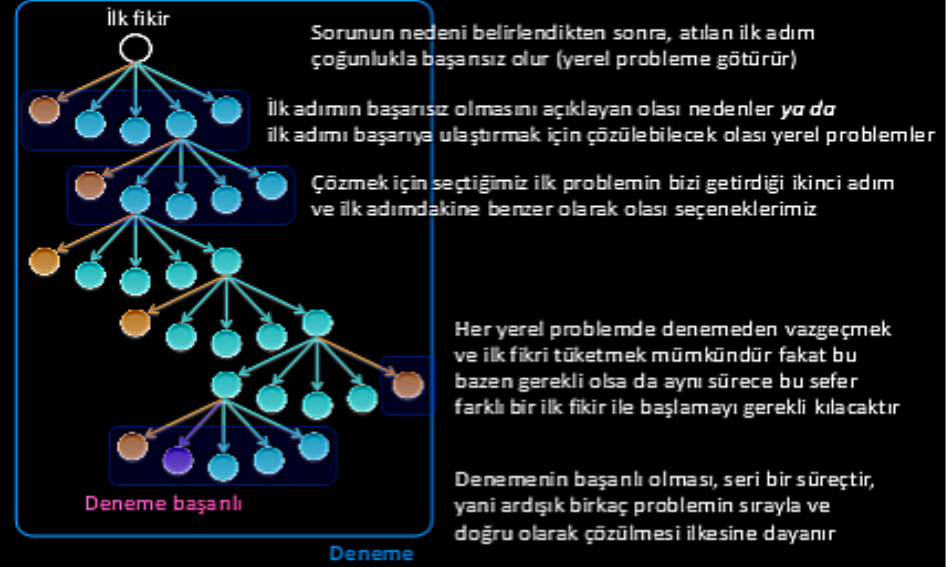 İlk fikir
Sorunun nedeni belirlendikten sonra, atılan ilk adım
çoğunlukla başarısız olur (yerel probleme götürür)
İlk adımın başarısız olmasını açıklayan olası nedenler ya da
ilk adımı başarıya ulaştırmak için çözülebilecek olası yerel problemler
Çözmek için seçtiğimiz ilk problemin bizi getirdiği ikinci adım
ve ilk adımdakine benzer olarak olası seçeneklerimiz
Her yerel problemde denemeden vazgeçmek
ve ilk fikri tüketmek mümkündür fakat bu
bazen gerekli olsa da aynı sürece bu sefer
farklı bir ilk fikir ile başlamayı gerekli kılacaktır
Denemenin başarılı olması, seri bir süreçtir,
yani ardışık birkaç problemin sırayla ve
doğru olarak çözülmesi ilkesine dayanır
Deneme başarılı
Deneme